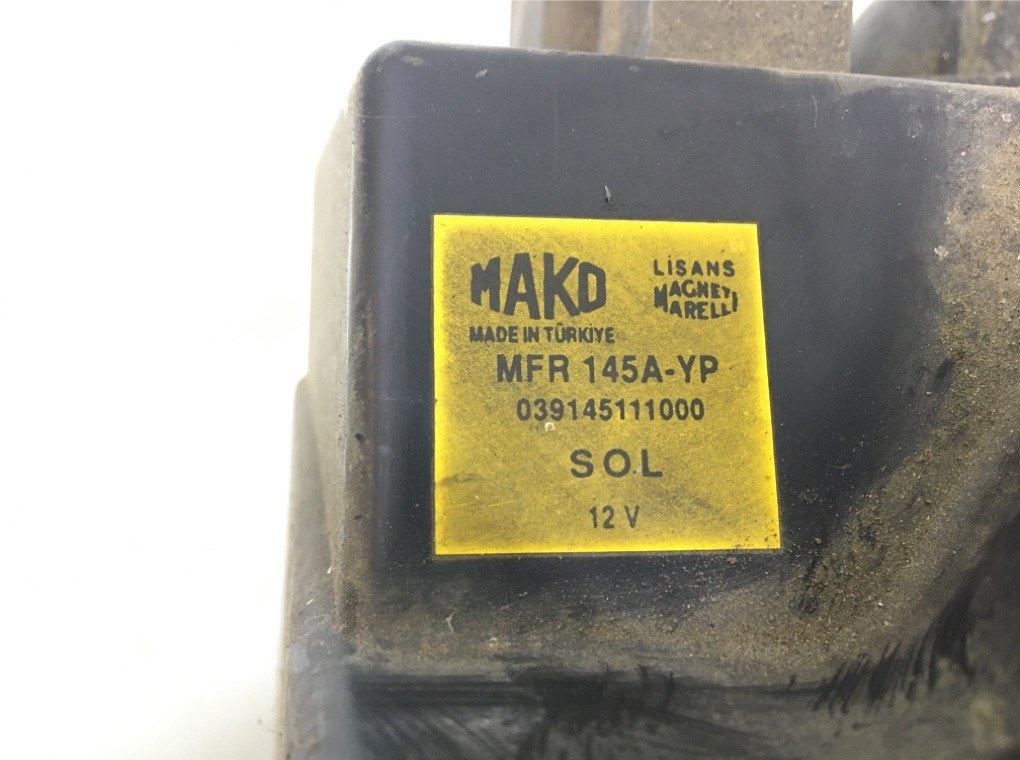 MAKO
LİSANS
MAGNETI
MARELLI
MADE IN TÜRKİYE
MFR 145A-YP
039145111000
SOL
12 V